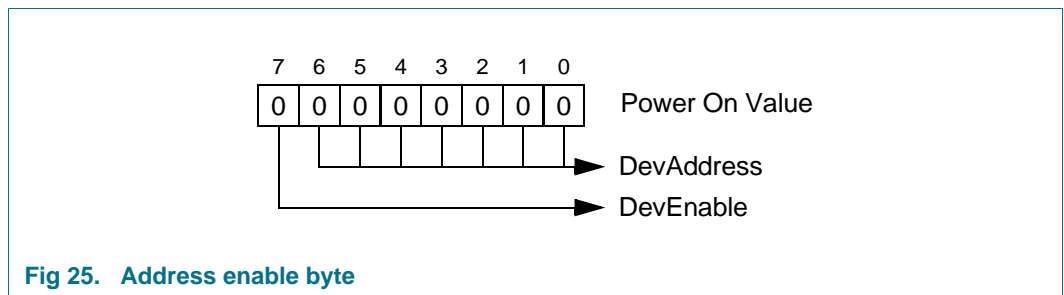 7 6 5 4 3 2 1 0
0 0 0 0 0 0 0 0 Power On Value
DevAddress
DevEnable
Fig 25. Address enable byte